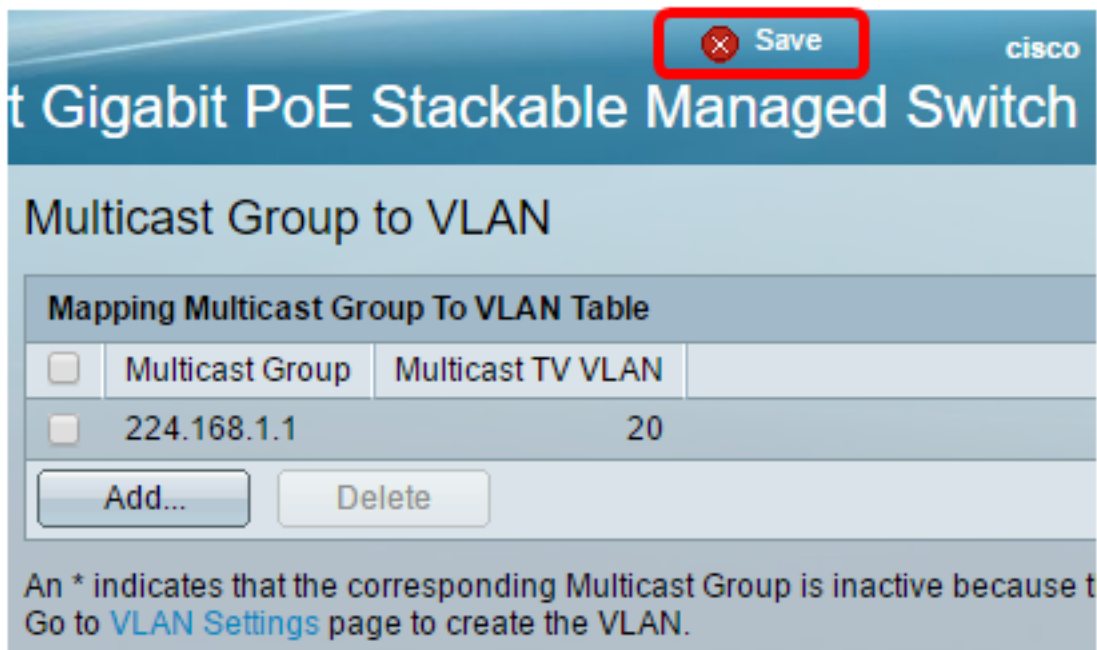 Save
cisco
t Gigabit PoE Stackable Managed Switch
Multicast Group to VLAN
Mapping Multicast Group To VLAN Table
Multicast Group Multicast TV VLAN
224.168.1.1 20
Add... Delete
An * indicates that the corresponding Multicast Group is inactive because t
Go to VLAN Settings page to create the VLAN.